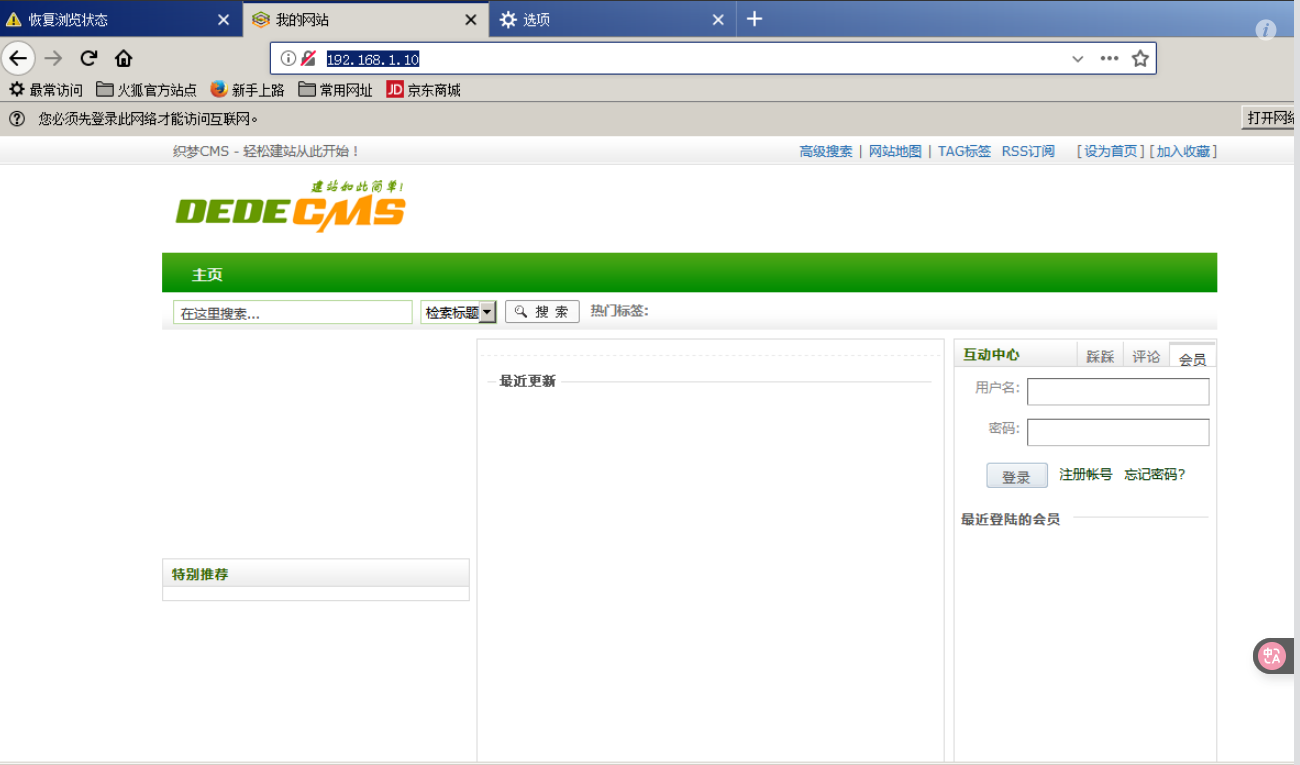 恢复浏览状态 我的网站 选项
192.168.1.10
最常访问 火狐官方站点 新手上路 常用网址 JD 京东商城
您必须先登录此网络才能访问互联网。 打开网络
织梦CMS - 轻松建站从此开始！ 高级搜索 | 网站地图 | TAG标签 RSS订阅 [设为首页] [加入收藏]
建站如此简单!
DEDECMS
主页
在这里搜索... 检索标题 搜 索 热门标签:
互动中心 踩踩 评论 会员
最近更新
用户名:
密码:
登录 注册帐号 忘记密码?
最近登陆的会员
特别推荐
中A